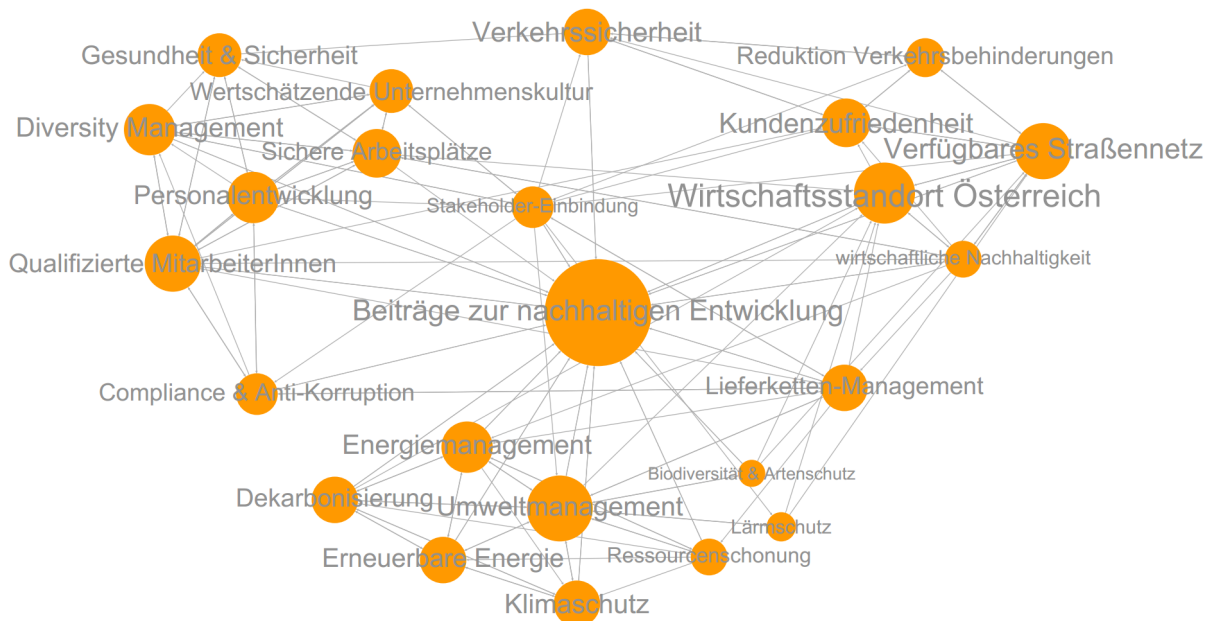 Verkehrssicherheit
Gesundheit & Sicherheit
Reduktion Verkehrsbehinderungen
Wertschätzende Unternehmenskultur
Diversity Management
Kundenzufriedenheit
Sichere Arbeitsplätze
Verfügbares Straßennetz
Personalentwicklung
Stakeholder-Einbindung
Wirtschaftsstandort Österreich
Qualifizierte MitarbeiterInnen
wirtschaftliche Nachhaltigkeit
Beiträge zur nachhaltigen Entwicklung
Compliance & Anti-Korruption
Lieferketten-Management
Energiemanagement
Biodiversität & Artenschutz
Dekarbonisierung
Umweltmanagement
Lärmschutz
Erneuerbare Energie
Ressourcenschonung
Klimaschutz